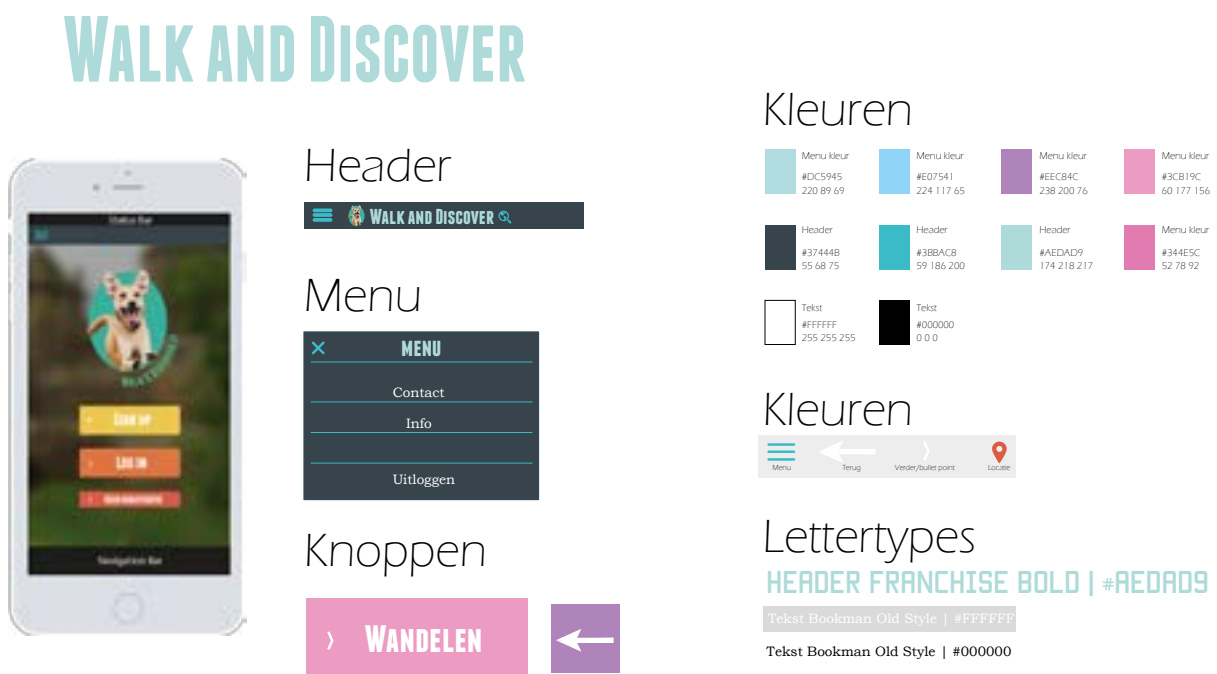 Walk and Discover
Status Bar
Sign up
Log in
Navigation Bar
Header
Walk and Discover
Menu
MENU
Contact
Info
Uitloggen
Knoppen
Wandelen
Kleuren
Menu kleur
#DC5945
220 89 69
Menu kleur
#E07541
224 117 65
Menu kleur
#EEC84C
238 200 76
Menu kleur
#3CB19C
60 177 156
Header
#37444B
55 68 75
Header
#3BBAC8
59 186 200
Header
#AEDAD9
174 218 217
Menu kleur
#344E5C
52 78 92
Tekst
#FFFFFF
255 255 255
Tekst
#000000
0 0 0
Kleuren
Menu
Terug
Verder/bullet point
Locatie
Lettertypes
HEADER FRANCHISE BOLD | #AEDAD9
Tekst Bookman Old Style | #FFFFFF
Tekst Bookman Old Style | #000000